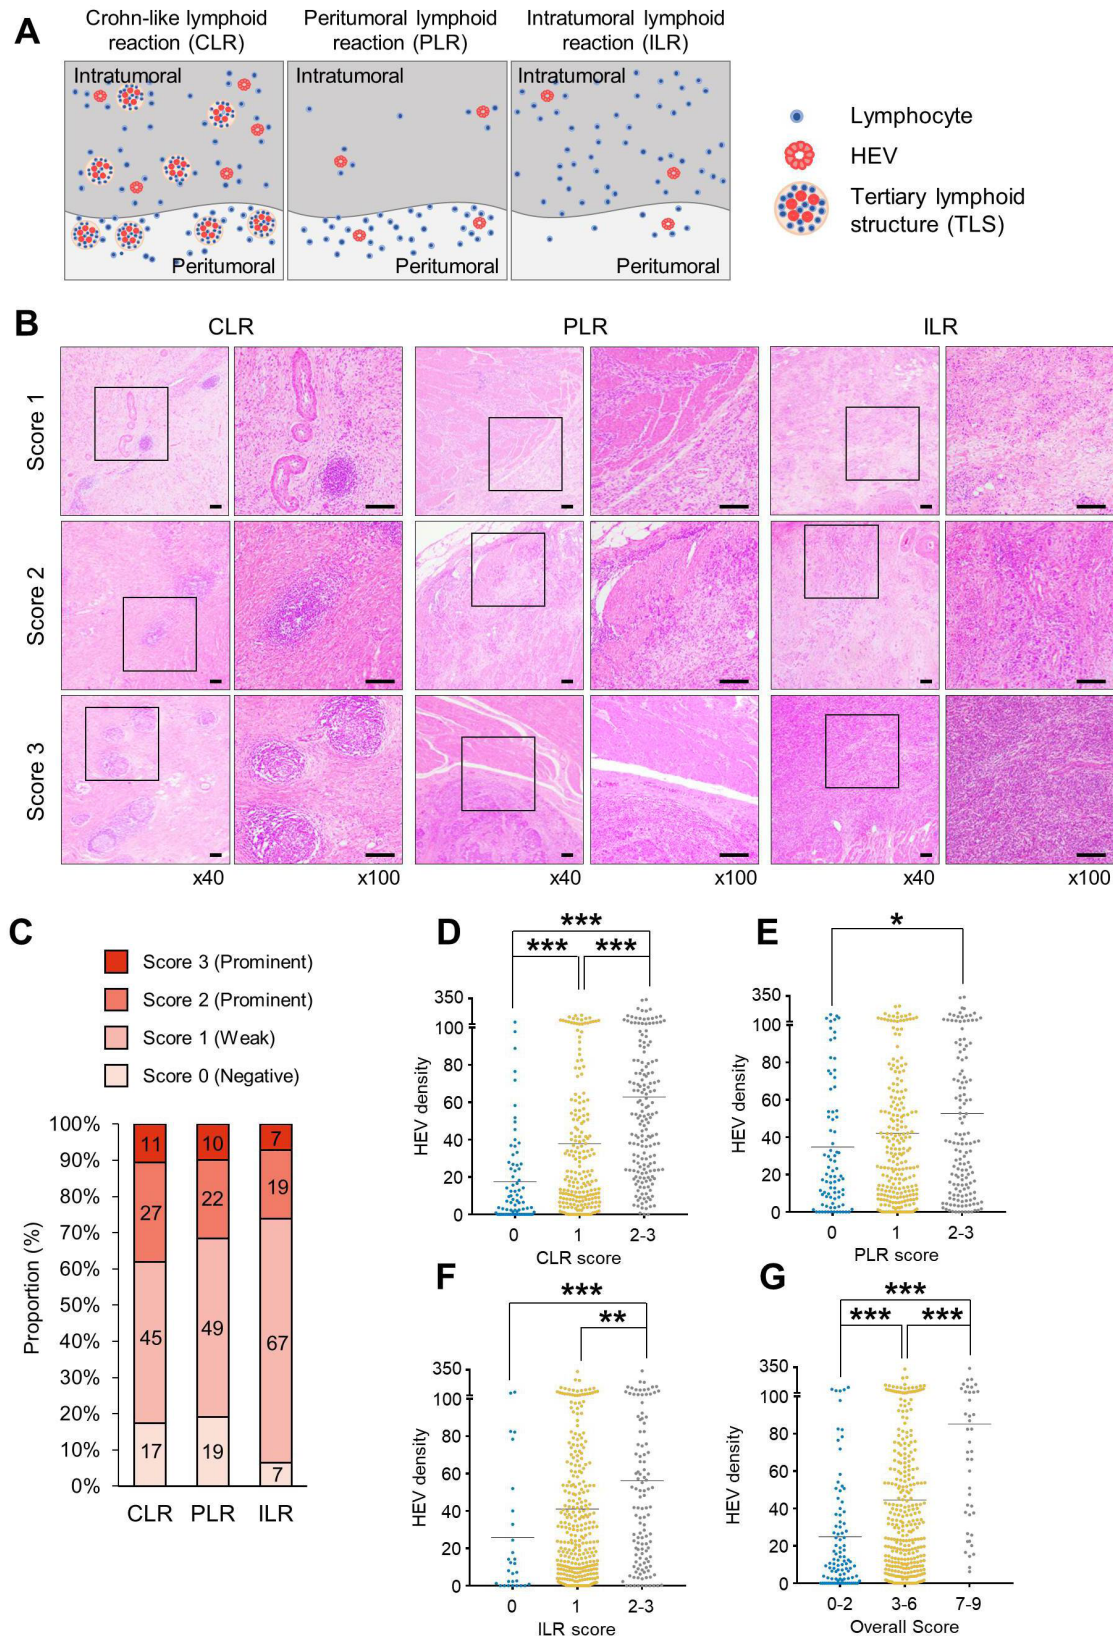 A
Crohn-like lymphoid
reaction (CLR)
Peritumoral lymphoid
reaction (PLR)
Intratumoral lymphoid
reaction (ILR)
Intratumoral
Intratumoral
Intratumoral
Peritumoral
Peritumoral
Peritumoral
Lymphocyte
HEV
Tertiary lymphoid
structure (TLS)
B
CLR
PLR
ILR
Score 1
Score 2
Score 3
x40
x100
x40
x100
x40
x100
C
Score 3 (Prominent)
Score 2 (Prominent)
Score 1 (Weak)
Score 0 (Negative)
Proportion (%)
100%
90%
80%
70%
60%
50%
40%
30%
20%
10%
0%
11
27
45
17
10
22
49
19
7
19
67
7
CLR
PLR
ILR
D
***
***
***
HEV density
350
100
80
60
40
20
0
0
1
2-3
CLR score
E
*
HEV density
350
100
80
60
40
20
0
0
1
2-3
PLR score
F
***
**
HEV density
350
100
80
60
40
20
0
0
1
2-3
ILR score
G
***
***
***
HEV density
350
100
80
60
40
20
0
0-2
3-6
7-9
Overall Score